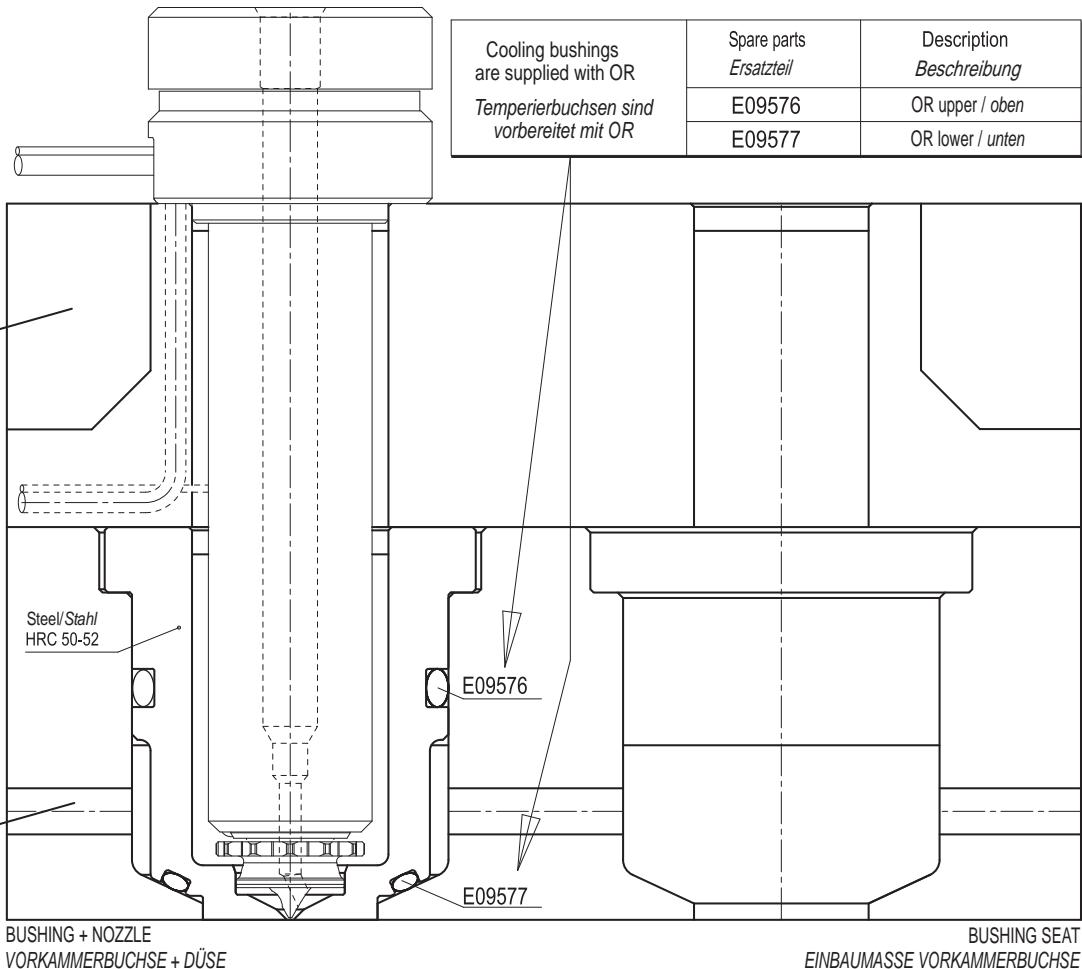 Cooling bushings
are supplied with OR
Temperierbuchsen sind
vorbereitet mit OR
Spare parts
Ersatzteil
Description
Beschreibung
E09576
OR upper / oben
E09577
OR lower / unten
Steel/Stahl
HRC 50-52
E09576
E09577
BUSHING + NOZZLE
VORKAMMERBUCHSE + DÜSE
BUSHING SEAT
EINBAUMASSE VORKAMMERBUCHSE